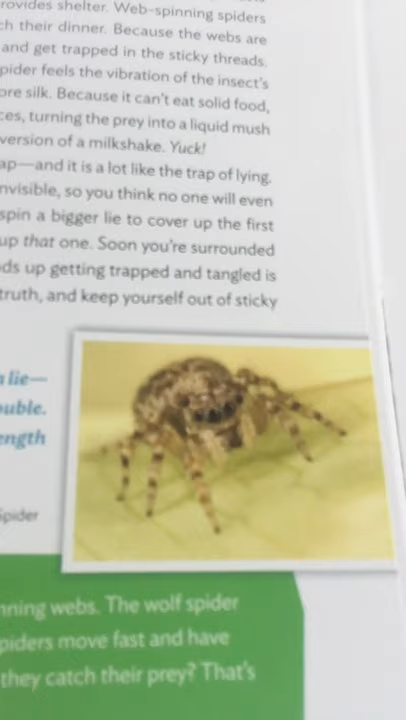 rovides shelter. Web-spinning spiders
ch their dinner. Because the webs are
and get trapped in the sticky threads.
pider feels the vibration of the insect's
ore silk. Because it can't eat solid food,
ces, turning the prey into a liquid mush
version of a milkshake. Yuck!
ap—and it is a lot like the trap of lying.
nvisible, so you think no one will even
spin a bigger lie to cover up the first
up that one. Soon you're surrounded
ds up getting trapped and tangled is
truth, and keep yourself out of sticky
a lie—
ouble.
ength
Spider
nning webs. The wolf spider
piders move fast and have
they catch their prey? That's